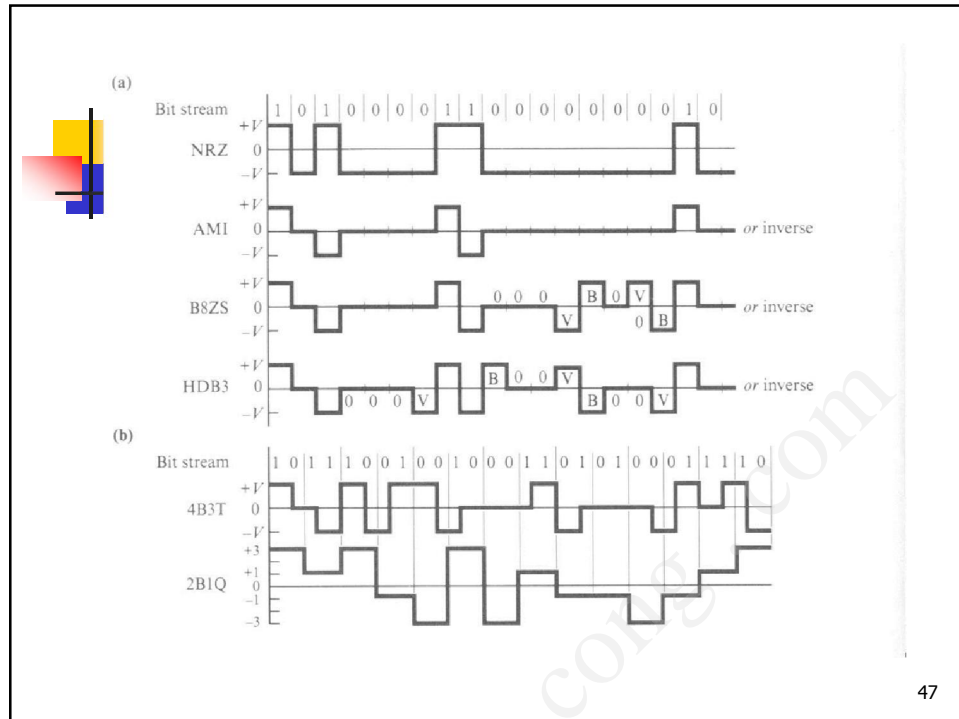 (a)
Bit stream 1 0 1 0 0 0 0 1 1 0 0 0 0 0 0 0 0 1 0
+V
NRZ 0
−V
+V
AMI 0 or inverse
−V
+V
0 0 0 B 0 V
B8ZS 0 or inverse
V 0 B
−V
+V
B 0 0 V
HDB3 0 or inverse
0 0 0 V B 0 0 V
−V
(b)
Bit stream 1 0 1 1 1 0 0 1 0 0 1 0 0 0 1 1 0 1 0 1 0 0 0 1 1 1 1 0
+V
4B3T 0
−V
+3
+1
2B1Q 0
−1
−3
cong . com
47